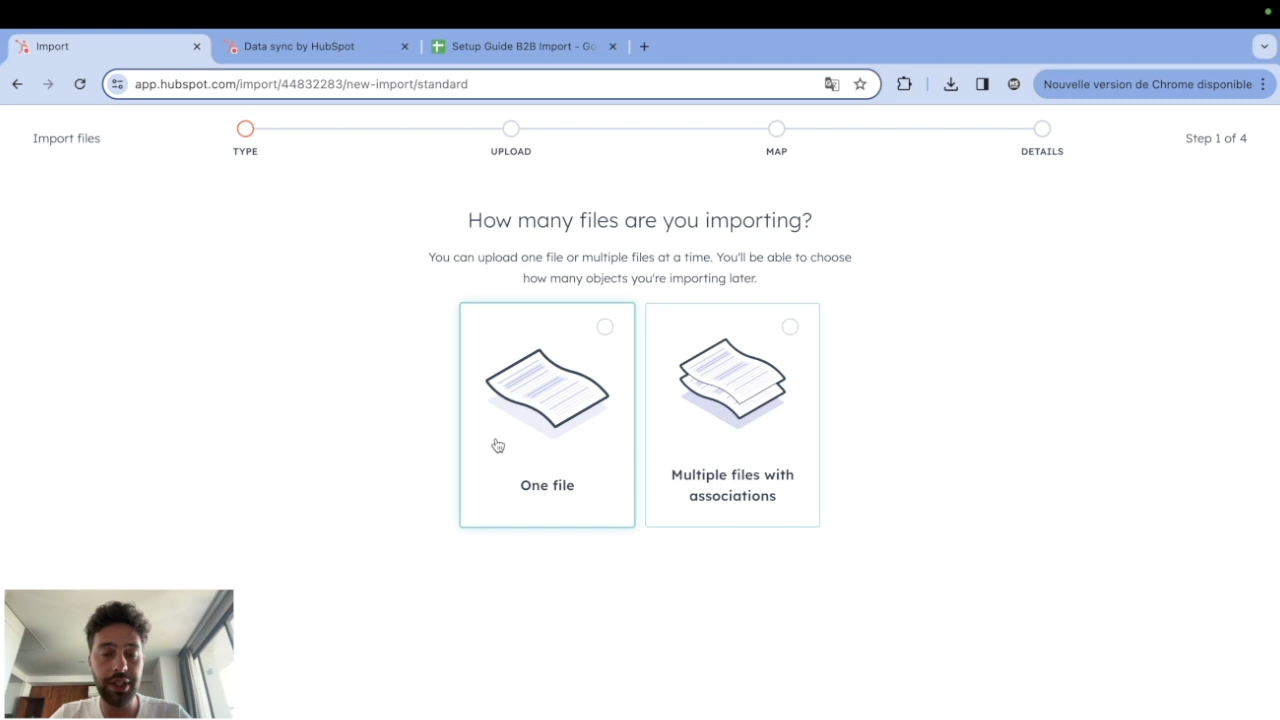 Import
Data sync by HubSpot
Setup Guide B2B Import - Go
app.hubspot.com/import/44832283/new-import/standard
Nouvelle version de Chrome disponible
Import files
TYPE
UPLOAD
MAP
DETAILS
Step 1 of 4
How many files are you importing?
You can upload one file or multiple files at a time. You'll be able to choose
how many objects you're importing later.
One file
Multiple files with
associations